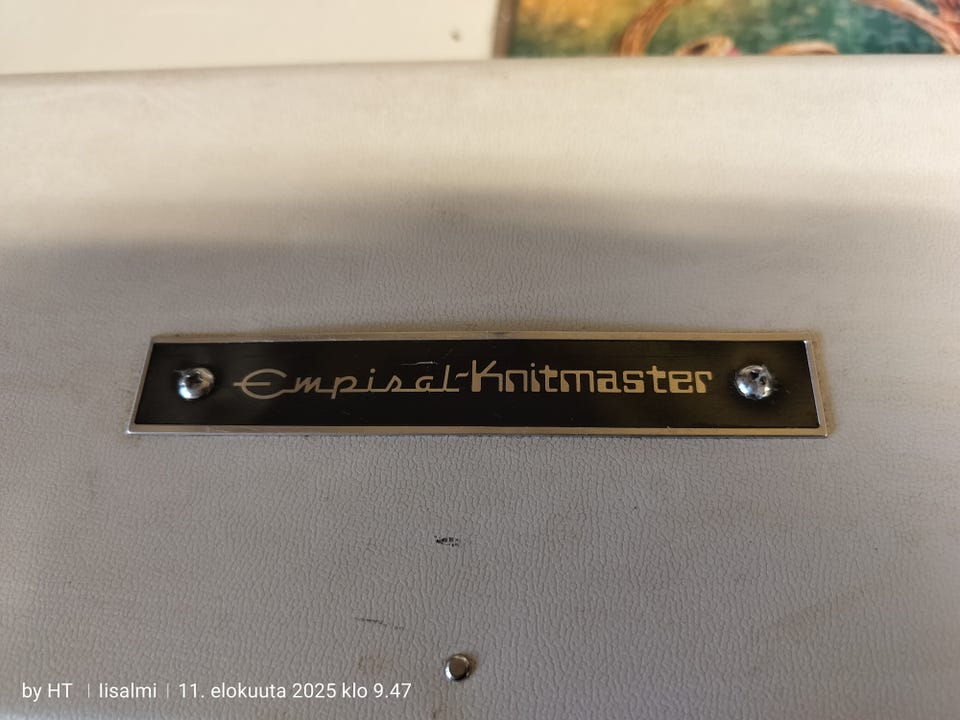 Empisal-Knitmaster
by HT | Iisalmi | 11. elokuuta 2025 klo 9.47